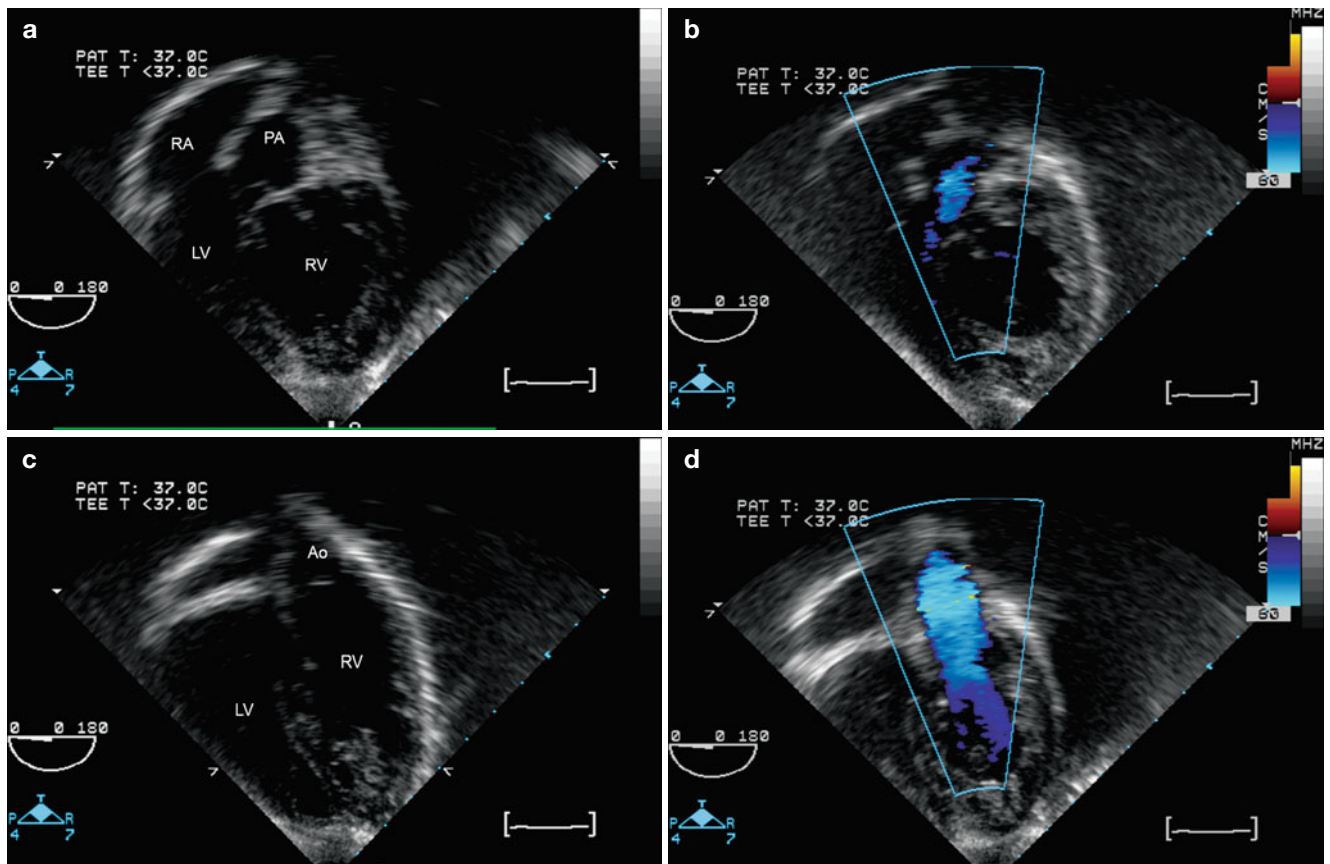 a
PAT T: 37.0C
TEE T <37.0C
RA
PA
LV
RV
0 0 180
T
P R
4 7
b
MHZ
PAT T: 37.0C
TEE T <37.0C
C
M
/
S
60
0 0 180
T
P R
4 7
c
PAT T: 37.0C
TEE T <37.0C
Ao
RV
LV
0 0 180
T
P R
4 7
d
MHZ
PAT T: 37.0C
TEE T <37.0C
C
M
/
S
60
0 0 180
T
P R
4 7